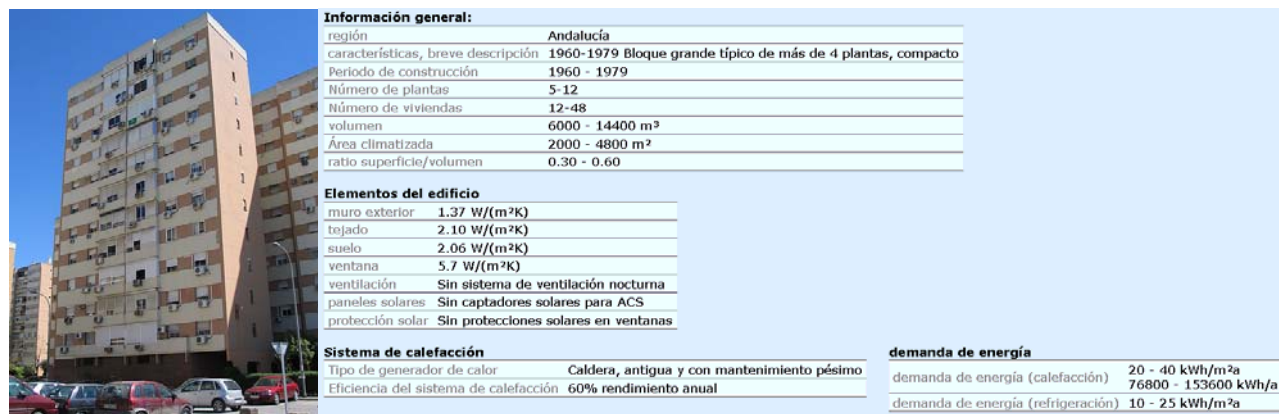 Información general:
región Andalucía
características, breve descripción 1960-1979 Bloque grande típico de más de 4 plantas, compacto
Periodo de construcción 1960 - 1979
Número de plantas 5-12
Número de viviendas 12-48
volumen 6000 - 14400 m³
Área climatizada 2000 - 4800 m²
ratio superficie/volumen 0.30 - 0.60
Elementos del edificio
muro exterior 1.37 W/(m²K)
tejado 2.10 W/(m²K)
suelo 2.06 W/(m²K)
ventana 5.7 W/(m²K)
ventilación Sin sistema de ventilación nocturna
paneles solares Sin captadores solares para ACS
protección solar Sin protecciones solares en ventanas
Sistema de calefacción
Tipo de generador de calor Caldera, antigua y con mantenimiento pésimo
Eficiencia del sistema de calefacción 60% rendimiento anual
demanda de energía
demanda de energía (calefacción) 20 - 40 kWh/m²a
76800 - 153600 kWh/a
demanda de energía (refrigeración) 10 - 25 kWh/m²a